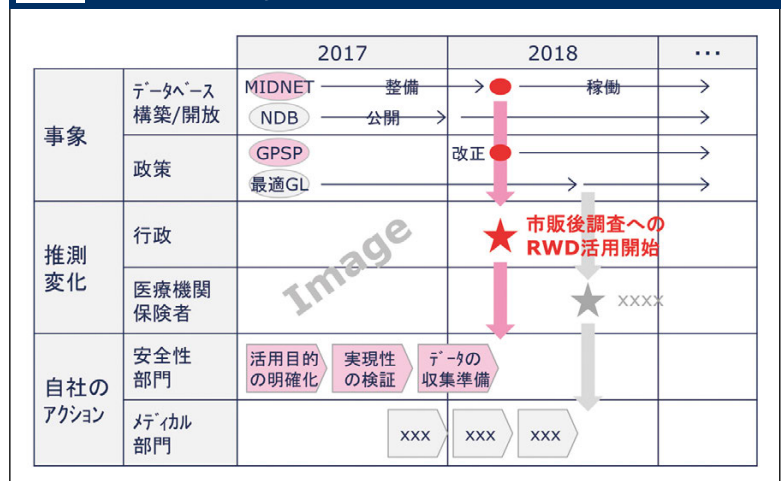 2017 2018 ･･･
事象
データベース
構築/開放
MIDNET 整備 稼働
NDB 公開
政策
GPSP 改正
最適GL
推測
変化
行政
市販後調査への
RWD活用開始
医療機関
保険者
xxxx
Image
自社の
アクション
安全性
部門
活用目的
の明確化
実現性
の検証
データの
収集準備
メディカル
部門
xxx xxx xxx